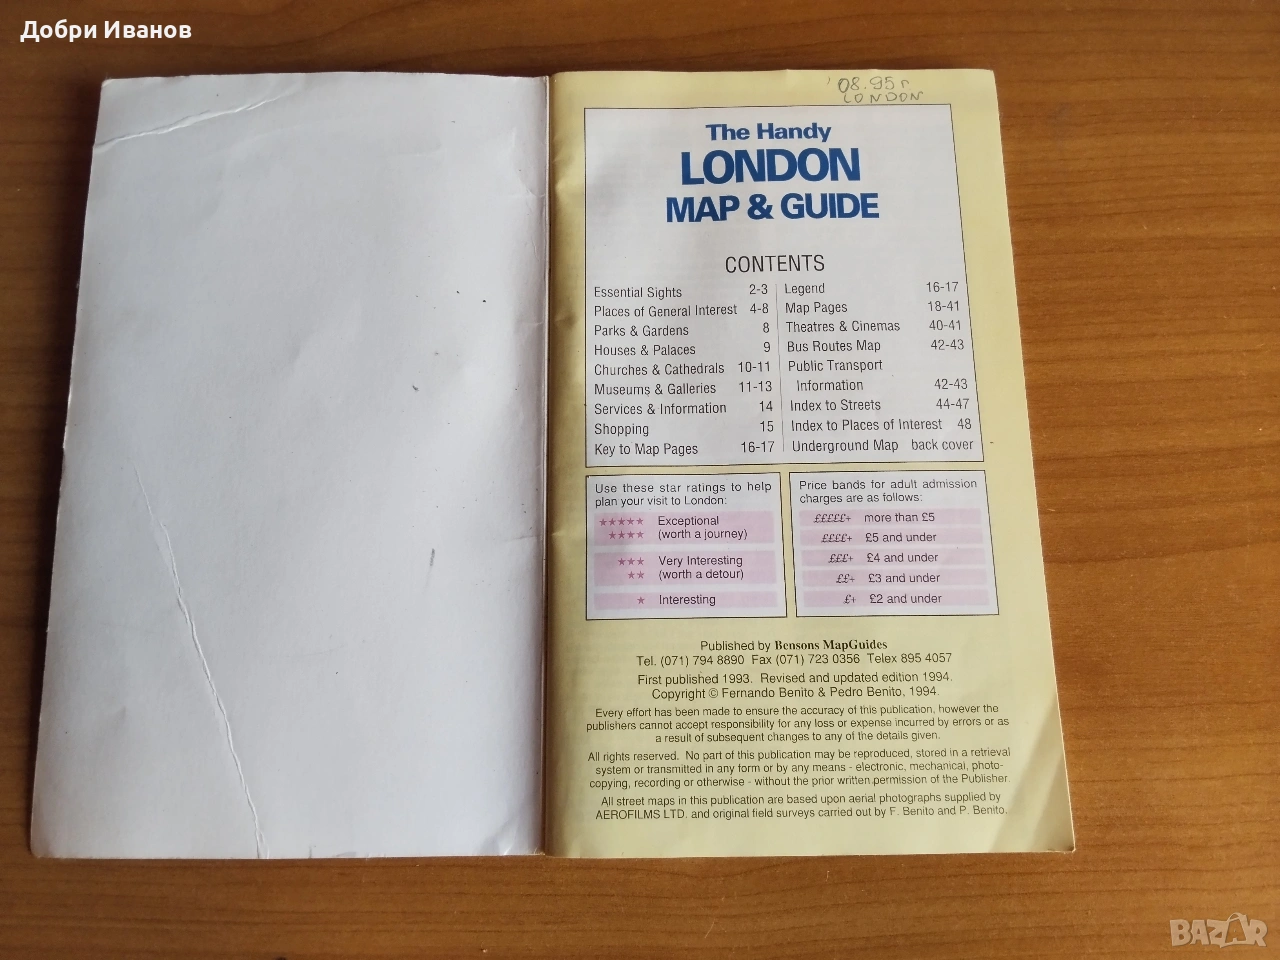 Добри Иванов
'08.95г
LONDON
The Handy
LONDON
MAP & GUIDE
CONTENTS
Essential Sights 2-3
Places of General Interest 4-8
Parks & Gardens 8
Houses & Palaces 9
Churches & Cathedrals 10-11
Museums & Galleries 11-13
Services & Information 14
Shopping 15
Key to Map Pages 16-17
Legend 16-17
Map Pages 18-41
Theatres & Cinemas 40-41
Bus Routes Map 42-43
Public Transport
Information 42-43
Index to Streets 44-47
Index to Places of Interest 48
Underground Map back cover
Use these star ratings to help
plan your visit to London:
★★★★★ Exceptional
★★★★ (worth a journey)
★★★ Very Interesting
★★ (worth a detour)
★ Interesting
Price bands for adult admission
charges are as follows:
£££££+ more than £5
££££+ £5 and under
£££+ £4 and under
££+ £3 and under
£+ £2 and under
Published by Bensons MapGuides
Tel. (071) 794 8890 Fax (071) 723 0356 Telex 895 4057
First published 1993. Revised and updated edition 1994.
Copyright © Fernando Benito & Pedro Benito, 1994.
Every effort has been made to ensure the accuracy of this publication, however the
publishers cannot accept responsibility for any loss or expense incurred by errors or as
a result of subsequent changes to any of the details given.
All rights reserved. No part of this publication may be reproduced, stored in a retrieval
system or transmitted in any form or by any means - electronic, mechanical, photo-
copying, recording or otherwise - without the prior written permission of the Publisher.
All street maps in this publication are based upon aerial photographs supplied by
AEROFILMS LTD. and original field surveys carried out by F. Benito and P. Benito.
BAZAR